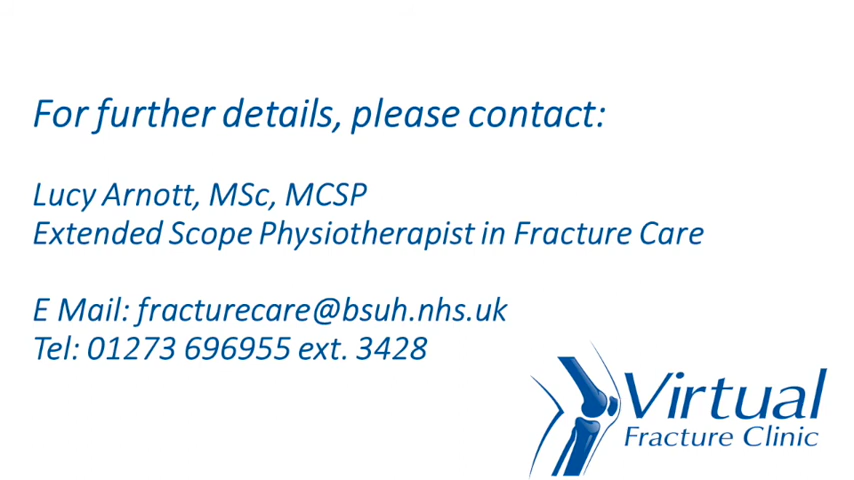 For further details, please contact:
Lucy Arnott, MSc, MCSP
Extended Scope Physiotherapist in Fracture Care
E Mail: fracturecare@bsuh.nhs.uk
Tel: 01273 696955 ext. 3428
Virtual
Fracture Clinic